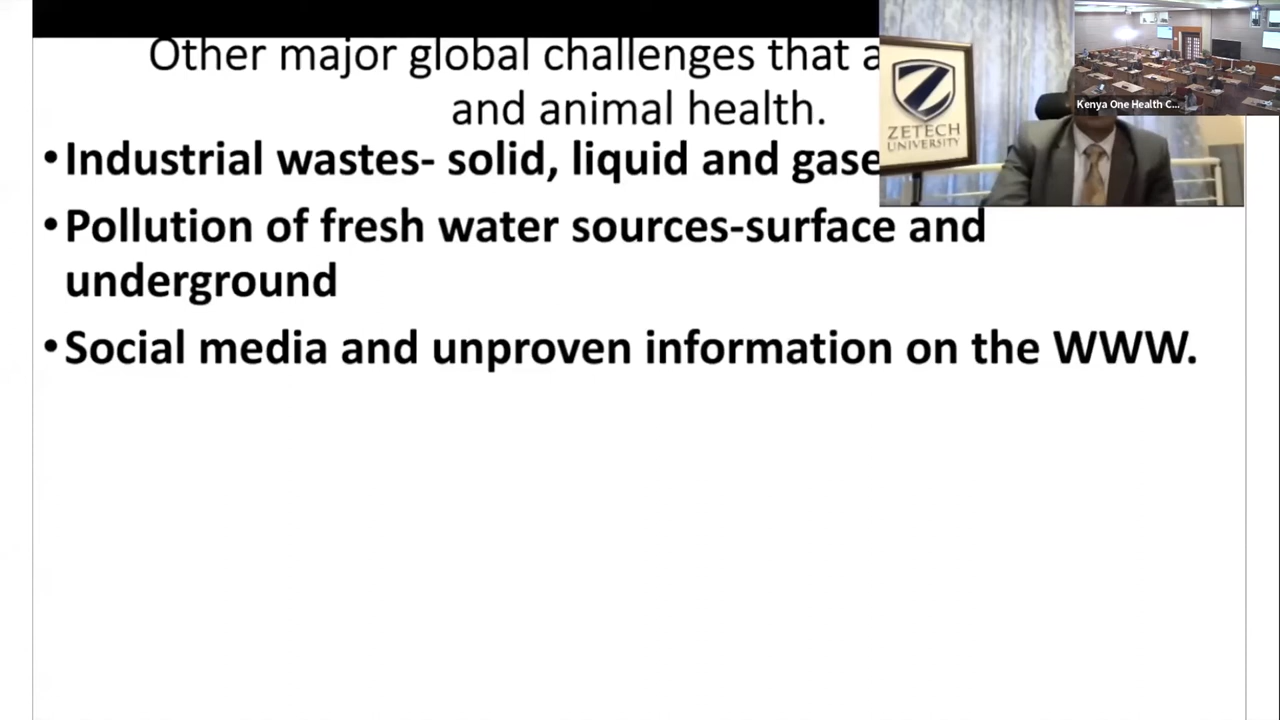 Other major global challenges that
and animal health.
• Industrial wastes- solid, liquid and
• Pollution of fresh water sources-surface and
underground
• Social media and unproven information on the WWW.
ZETECH
UNIVERSITY
Kenya One Health C...